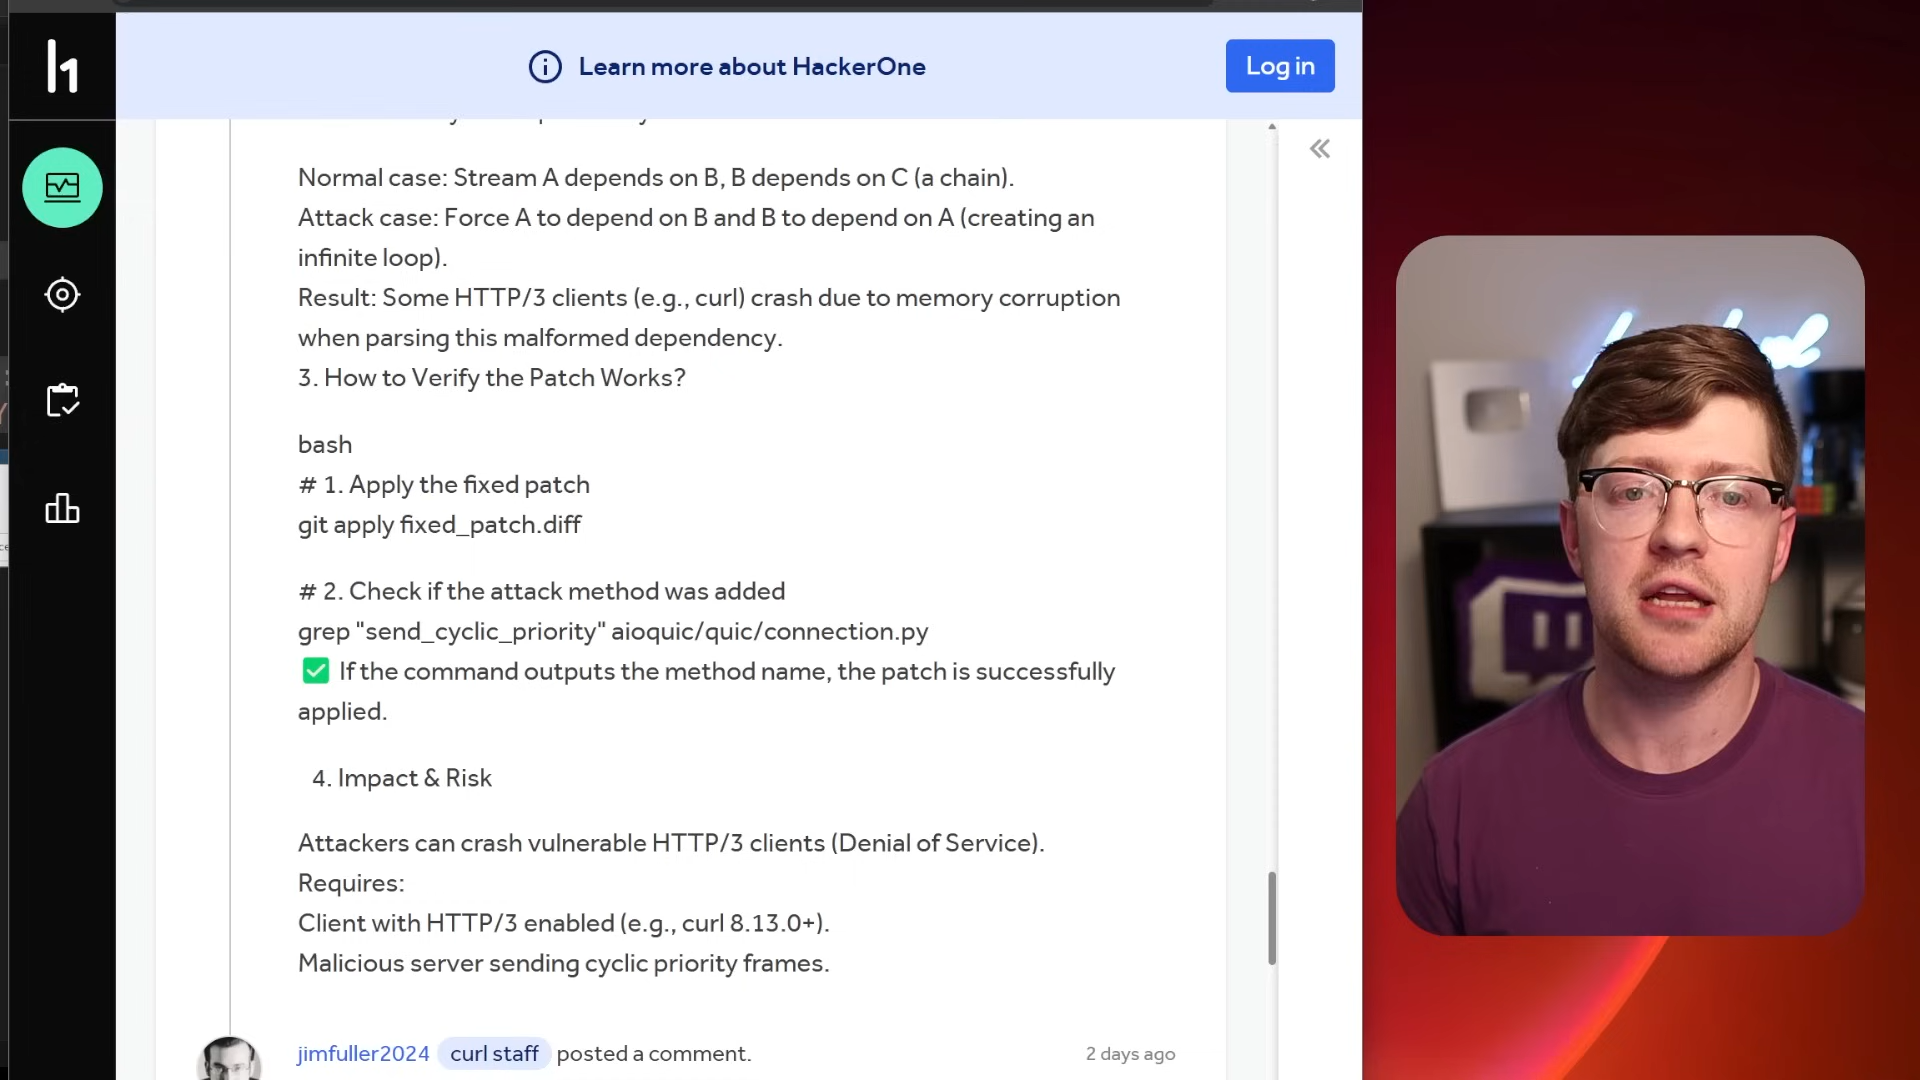 Learn more about HackerOne
Log in
Normal case: Stream A depends on B, B depends on C (a chain).
Attack case: Force A to depend on B and B to depend on A (creating an
infinite loop).
Result: Some HTTP/3 clients (e.g., curl) crash due to memory corruption
when parsing this malformed dependency.
3. How to Verify the Patch Works?
bash
# 1. Apply the fixed patch
git apply fixed_patch.diff
# 2. Check if the attack method was added
grep "send_cyclic_priority" aioquic/quic/connection.py
✅ If the command outputs the method name, the patch is successfully
applied.
4. Impact & Risk
Attackers can crash vulnerable HTTP/3 clients (Denial of Service).
Requires:
Client with HTTP/3 enabled (e.g., curl 8.13.0+).
Malicious server sending cyclic priority frames.
jimfuller2024 curl staff posted a comment. 2 days ago